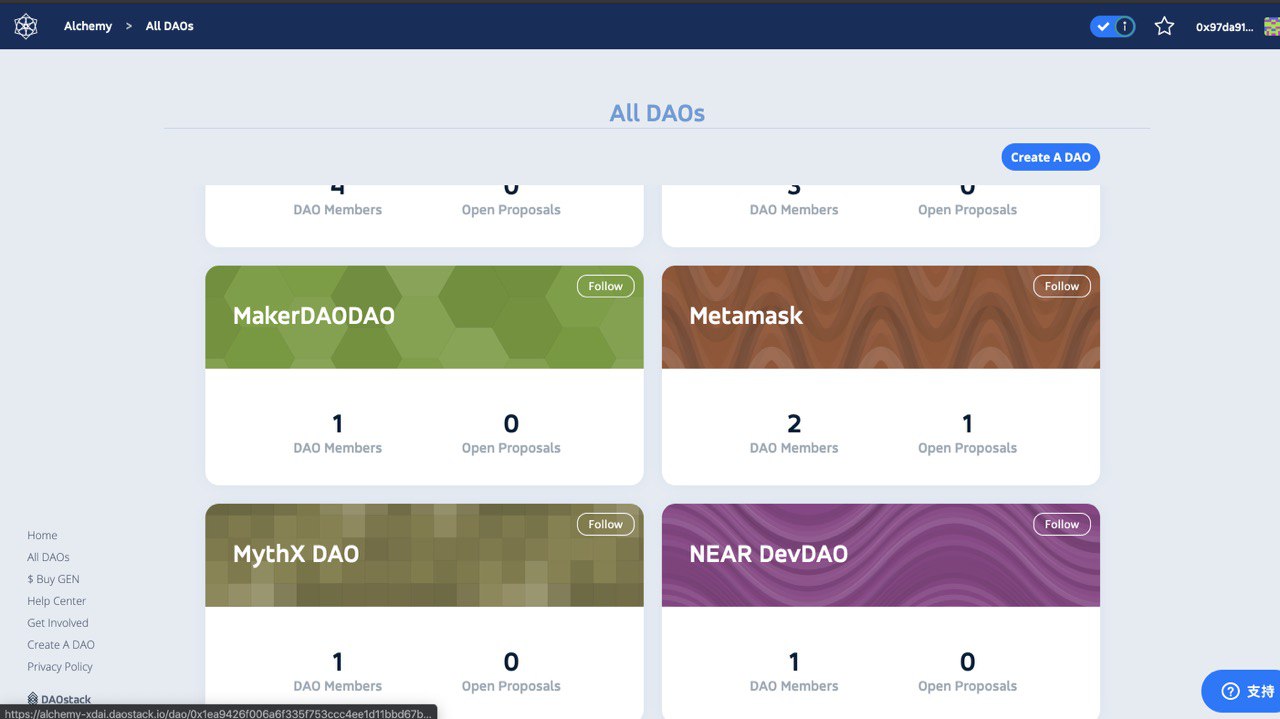 Alchemy > All DAOs
i
0x97da91...
All DAOs
Create A DAO
4 0 3 0
DAO Members Open Proposals DAO Members Open Proposals
Follow Follow
MakerDAODAO Metamask
1 0 2 1
DAO Members Open Proposals DAO Members Open Proposals
Follow Follow
MythX DAO NEAR DevDAO
1 0 1 0
DAO Members Open Proposals DAO Members Open Proposals
Home
All DAOs
$ Buy GEN
Help Center
Get Involved
Create A DAO
Privacy Policy
DAOstack
? 支持
https://alchemy-xdai.daostack.io/dao/0x1ea9426f006a6f335f753ccc4ee1d11bbd67b...